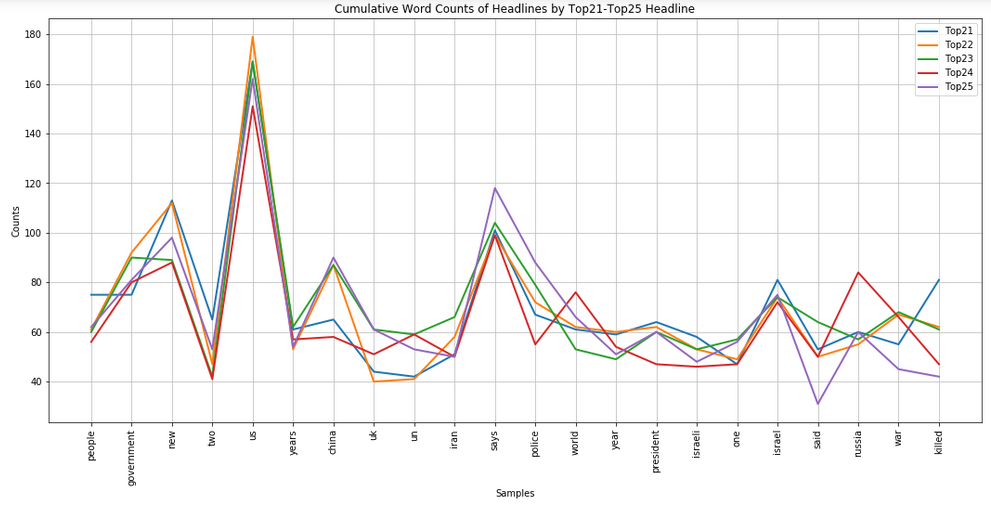 Cumulative Word Counts of Headlines by Top21-Top25 Headline
Top21
Top22
Top23
Top24
Top25
180
160
140
120
100
80
60
40
Counts
people
government
new
two
us
years
china
uk
un
iran
says
police
world
year
president
israeli
one
israel
said
russia
war
killed
Samples